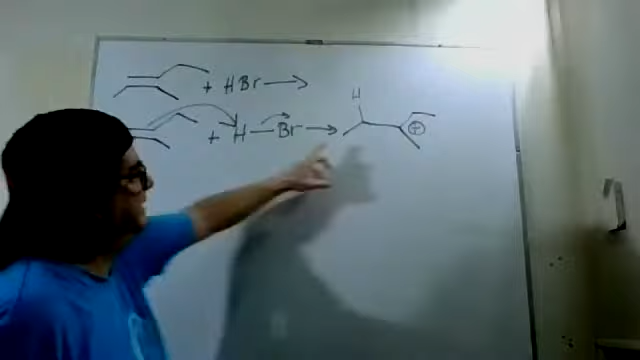 + HBr →
H
+ H — Br → ⊕